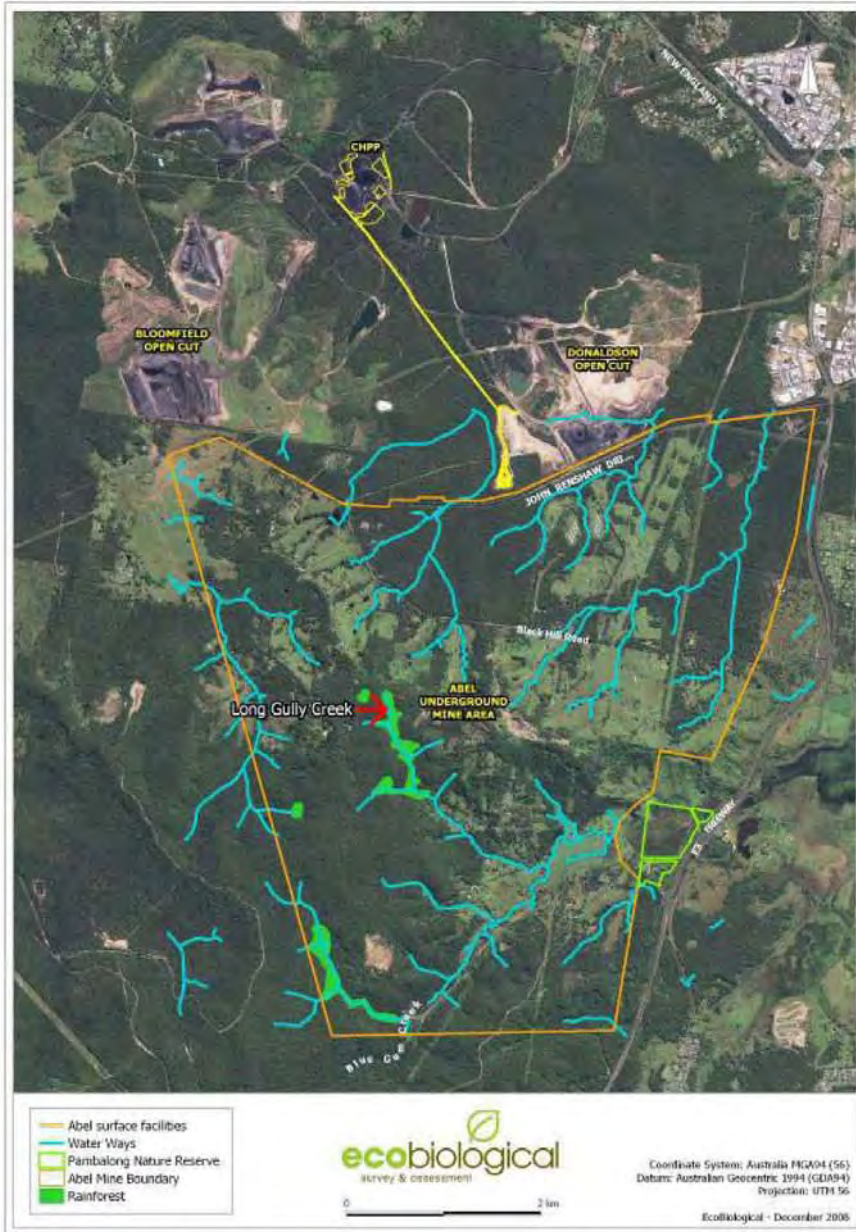 NEW ENGLAND H
CHPP
BLOOMFIELD
OPEN CUT
DONALDSON
OPEN CUT
JOHN RENSHAW DRI...
Black Hill Road
Long Gully Creek
ABEL
UNDERGROUND
MINE AREA
FREEWAY
Blue Gum Creek
Abel surface facilities
Water Ways
Pambalong Nature Reserve
Abel Mine Boundary
Rainforest
ecobiological
survey & assessment
0 2 km
Coordinate System: Australia MGA94 (56)
Datum: Australian Geocentric 1994 (GDA94)
Projection: UTM 56
EcoBiological - December 2008